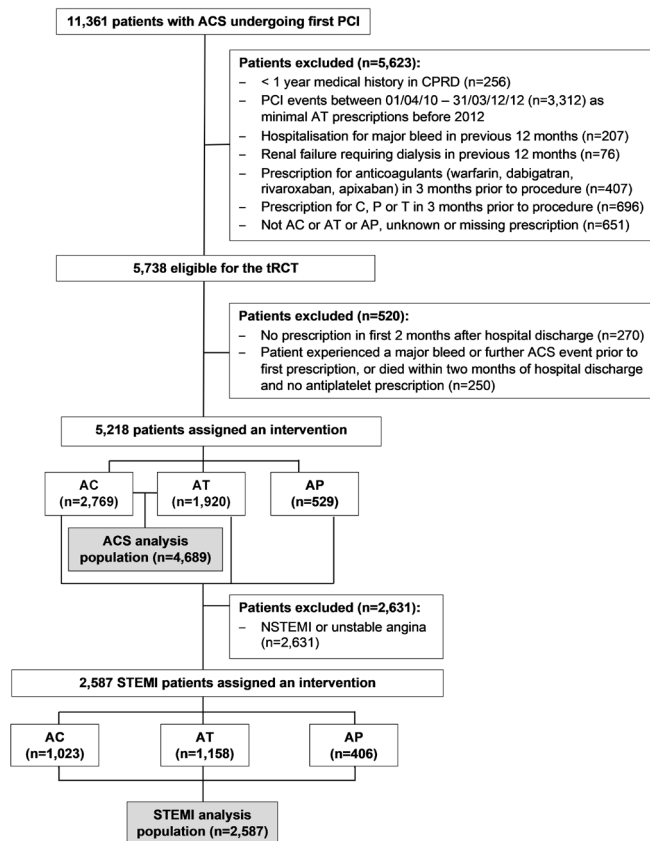 11,361 patients with ACS undergoing first PCI
Patients excluded (n=5,623):
– < 1 year medical history in CPRD (n=256)
– PCI events between 01/04/10 – 31/03/12/12 (n=3,312) as
minimal AT prescriptions before 2012
– Hospitalisation for major bleed in previous 12 months (n=207)
– Renal failure requiring dialysis in previous 12 months (n=76)
– Prescription for anticoagulants (warfarin, dabigatran,
rivaroxaban, apixaban) in 3 months prior to procedure (n=407)
– Prescription for C, P or T in 3 months prior to procedure (n=696)
– Not AC or AT or AP, unknown or missing prescription (n=651)
5,738 eligible for the tRCT
Patients excluded (n=520):
– No prescription in first 2 months after hospital discharge (n=270)
– Patient experienced a major bleed or further ACS event prior to
first prescription, or died within two months of hospital discharge
and no antiplatelet prescription (n=250)
5,218 patients assigned an intervention
AC
(n=2,769)
AT
(n=1,920)
AP
(n=529)
ACS analysis
population (n=4,689)
Patients excluded (n=2,631):
– NSTEMI or unstable angina
(n=2,631)
2,587 STEMI patients assigned an intervention
AC
(n=1,023)
AT
(n=1,158)
AP
(n=406)
STEMI analysis
population (n=2,587)